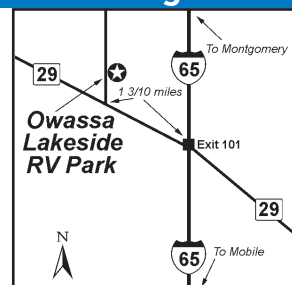 To Montgomery
29
65
1 3/10 miles
Owassa
Lakeside
RV Park
Exit 101
29
N
65
To Mobile